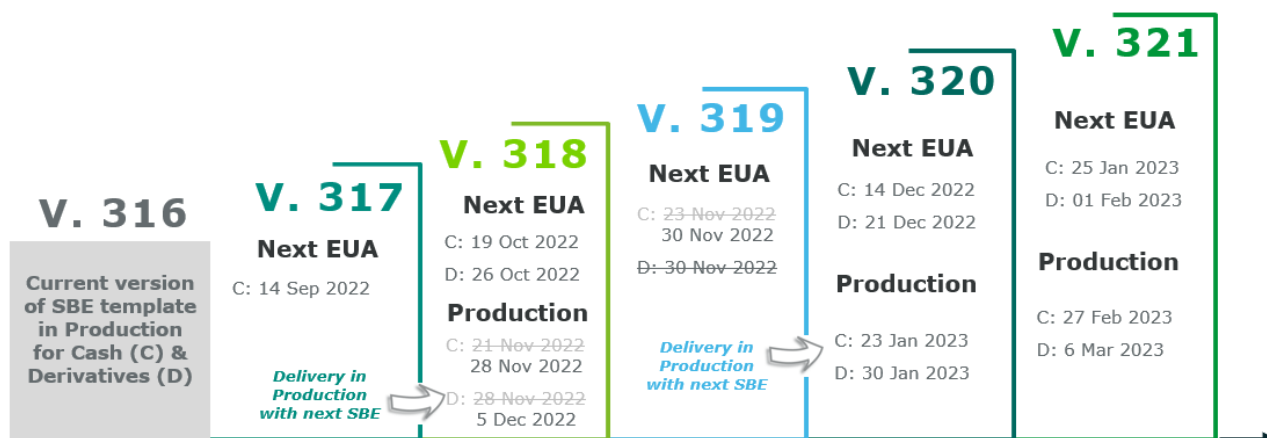 V. 316
Current version
of SBE template
in Production
for Cash (C) &
Derivatives (D)
V. 317
Next EUA
C: 14 Sep 2022
Delivery in
Production
with next SBE
V. 318
Next EUA
C: 19 Oct 2022
D: 26 Oct 2022
Production
C: 21 Nov 2022
28 Nov 2022
D: 28 Nov 2022
5 Dec 2022
V. 319
Next EUA
C: 23 Nov 2022
30 Nov 2022
D: 30 Nov 2022
Delivery in
Production
with next SBE
V. 320
Next EUA
C: 14 Dec 2022
D: 21 Dec 2022
Production
C: 23 Jan 2023
D: 30 Jan 2023
V. 321
Next EUA
C: 25 Jan 2023
D: 01 Feb 2023
Production
C: 27 Feb 2023
D: 6 Mar 2023